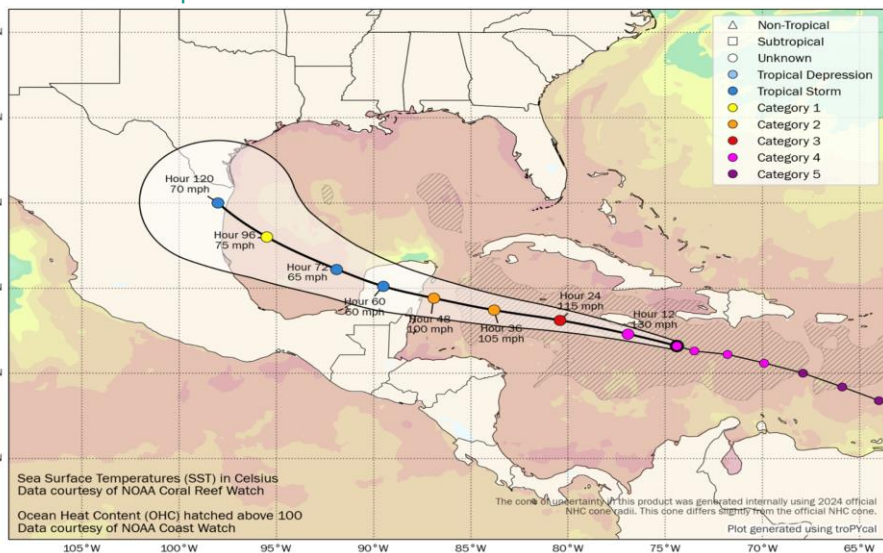 Non-Tropical
Subtropical
Unknown
Tropical Depression
Tropical Storm
Category 1
Category 2
Category 3
Category 4
Category 5
Hour 120
70 mph
Hour 96
75 mph
Hour 72
65 mph
Hour 60
60 mph
Hour 48
100 mph
Hour 36
105 mph
Hour 24
115 mph
Hour 12
130 mph
Sea Surface Temperatures (SST) in Celsius
Data courtesy of NOAA Coral Reef Watch
Ocean Heat Content (OHC) hatched above 100
Data courtesy of NOAA Coast Watch
The cone of uncertainty in this product was generated internally using 2024 official
NHC cone radii. This cone differs slightly from the official NHC cone.
Plot generated using troPYcal
105°W 100°W 95°W 90°W 85°W 80°W 75°W 70°W 65°W